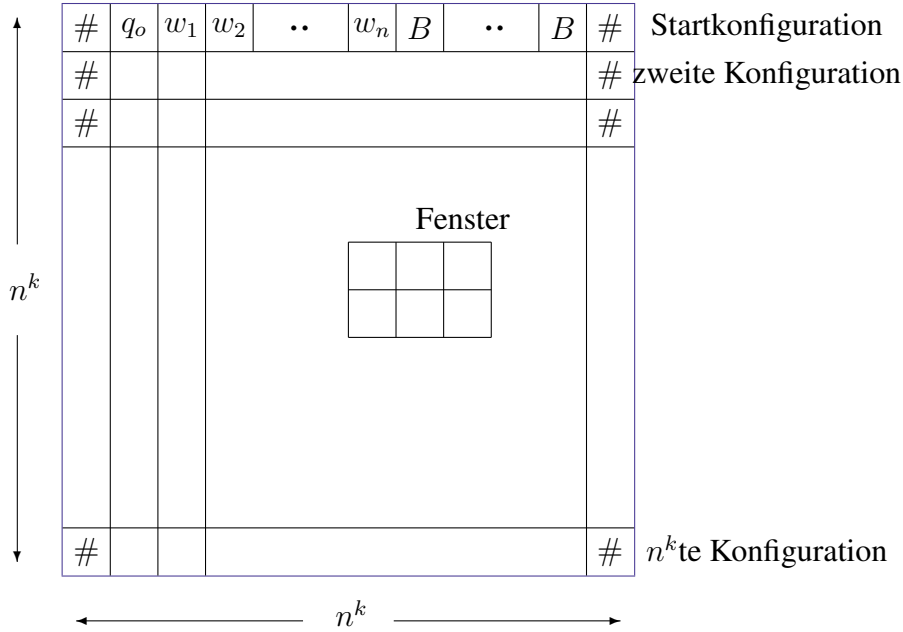 # q_o w_1 w_2 ·· w_n B ·· B # Startkonfiguration
# # zweite Konfiguration
# #
Fenster
n^k
# # n^kte Konfiguration
n^k